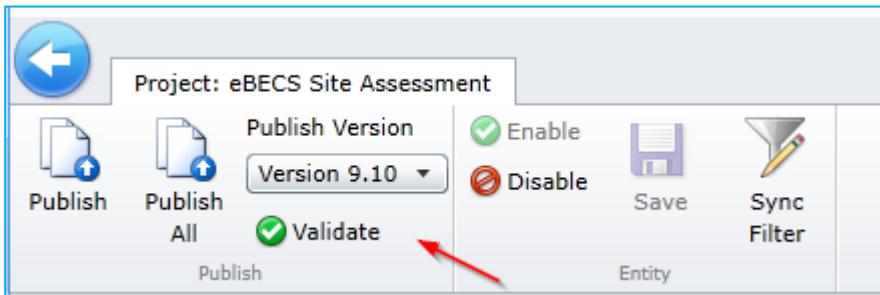 Project: eBECS Site Assessment
Publish
Publish
All
Publish Version
Version 9.10
Validate
Publish
Enable
Disable
Save
Sync
Filter
Entity